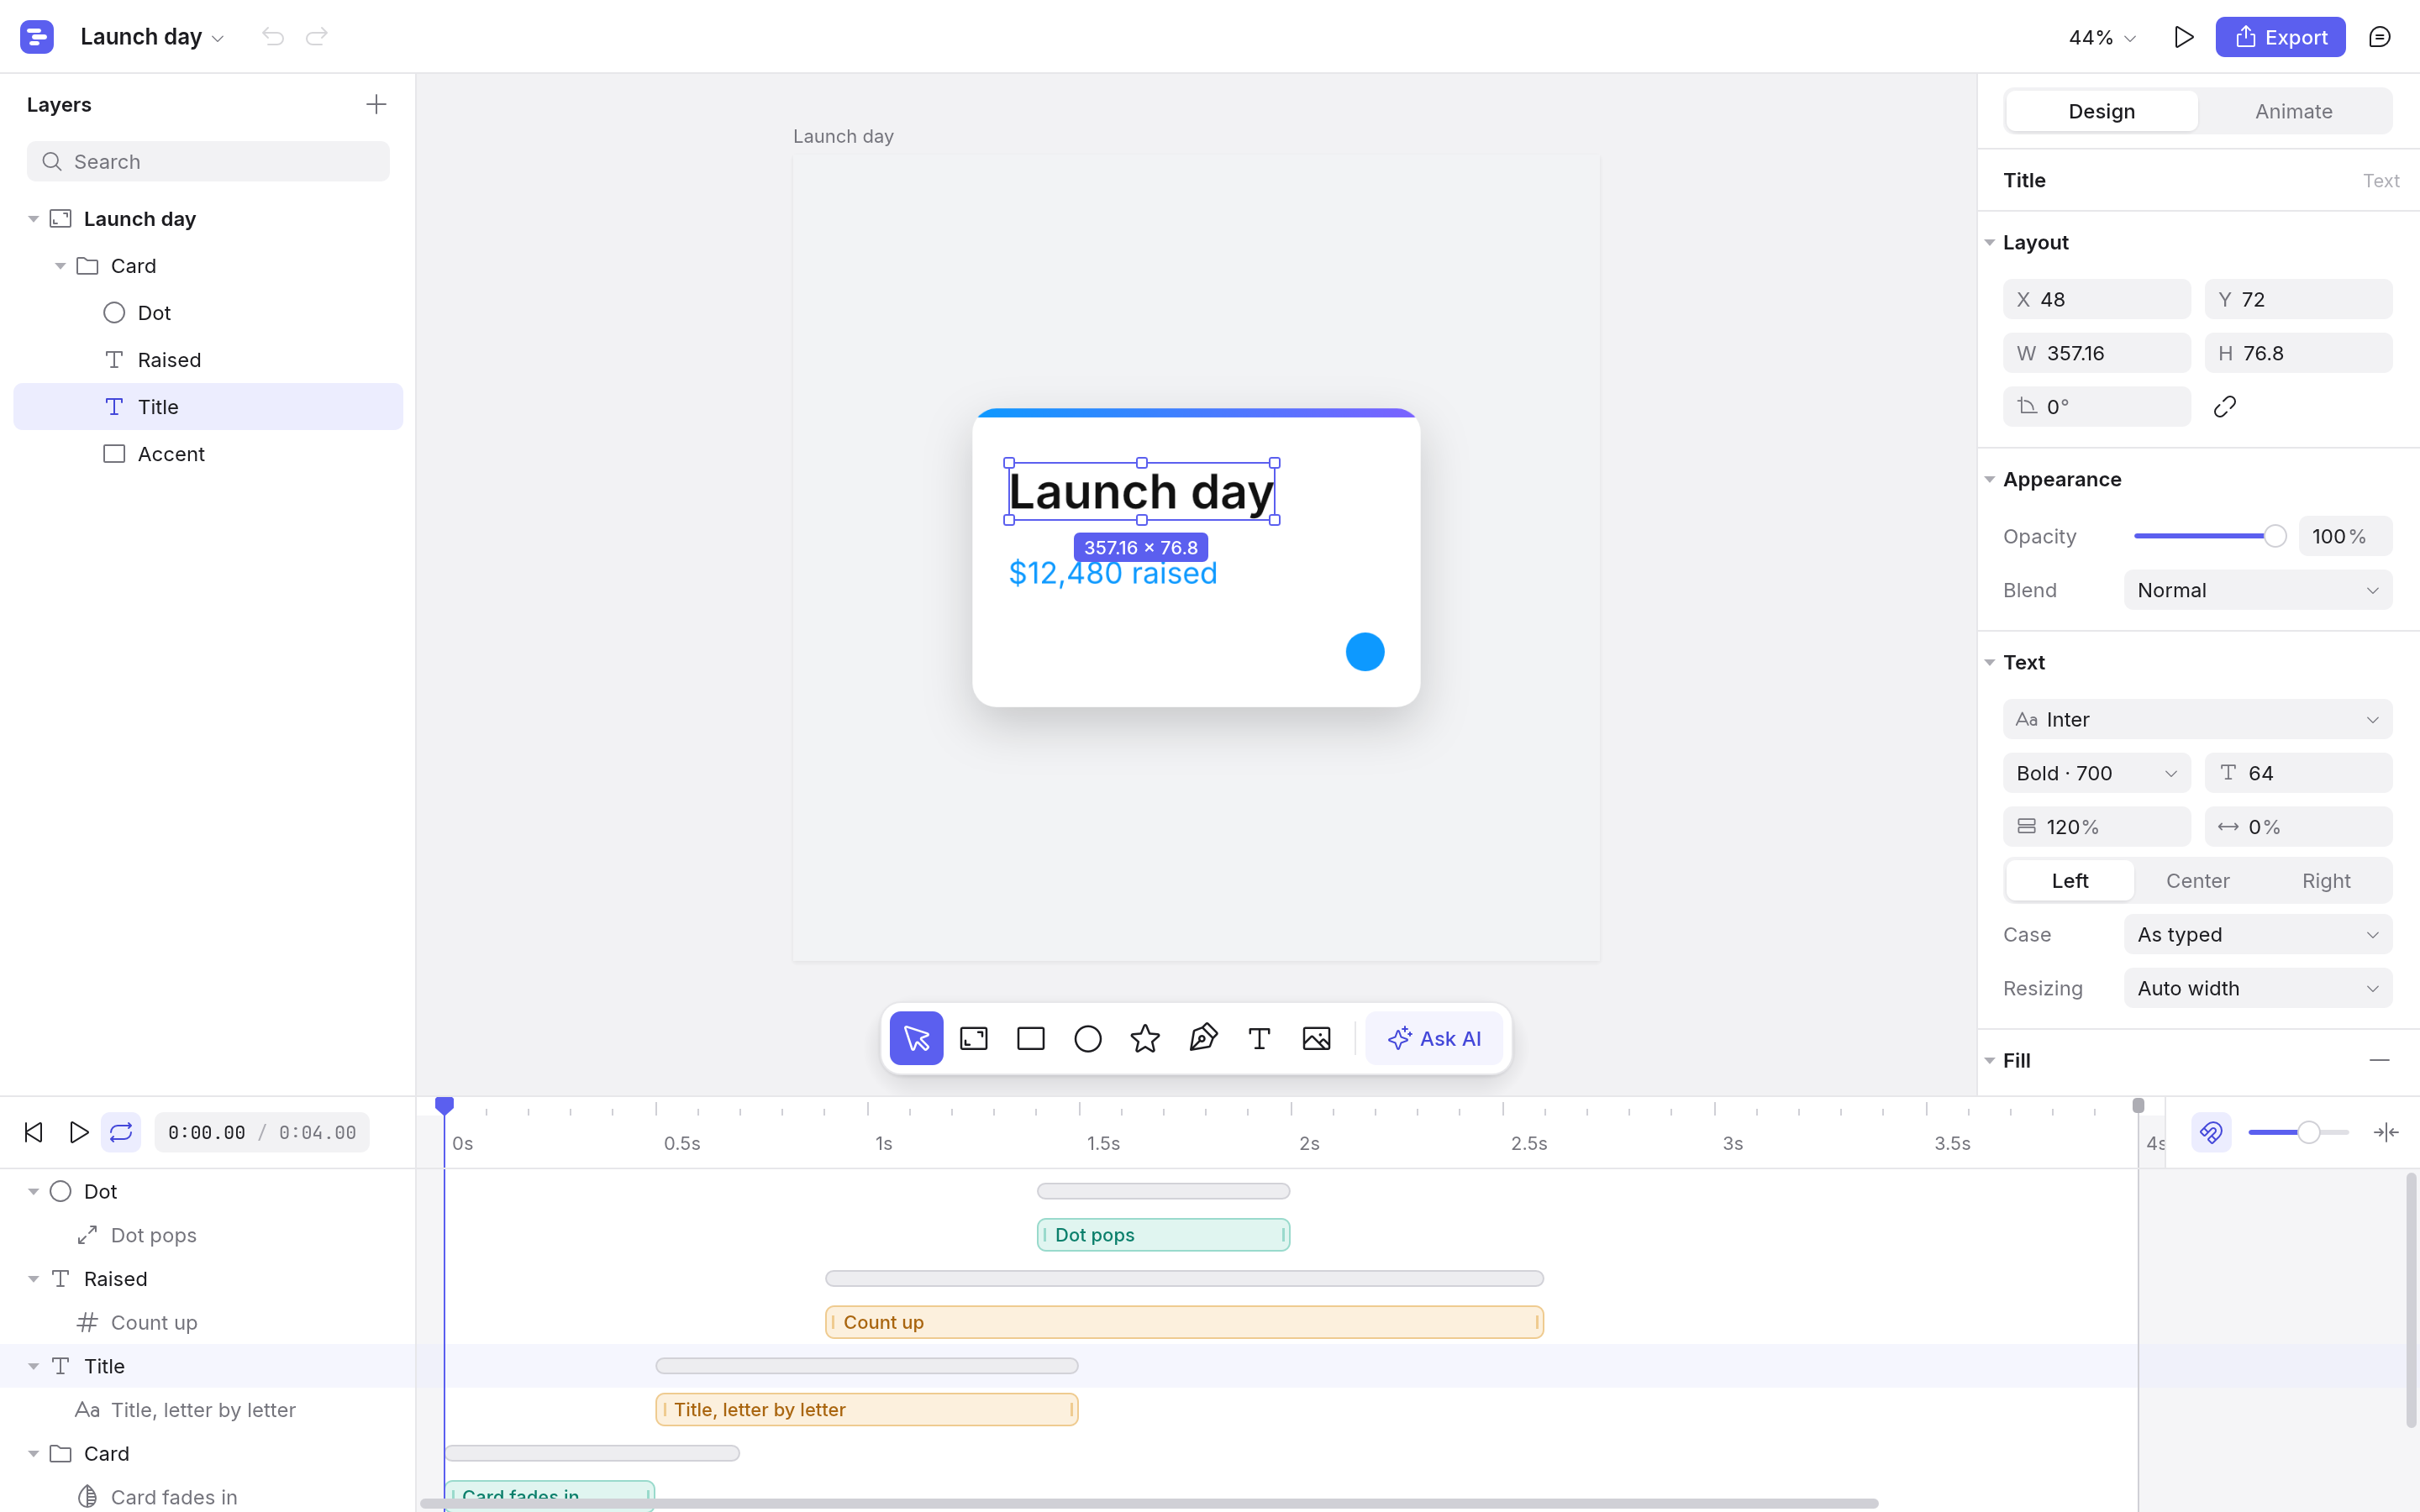 Launch day
44%
Export
Layers
Search
Launch day
Card
Dot
Raised
Title
Accent
Launch day
Launch day
357.16 × 76.8
$12,480 raised
Ask AI
Design
Animate
Title
Text
Layout
X 48
Y 72
W 357.16
H 76.8
0°
Appearance
Opacity
100%
Blend
Normal
Text
Aa Inter
Bold · 700
64
120%
0%
Left
Center
Right
Case
As typed
Resizing
Auto width
Fill
0:00.00 / 0:04.00
0s
0.5s
1s
1.5s
2s
2.5s
3s
3.5s
4s
Dot
Dot pops
Dot pops
Raised
Count up
Count up
Title
Aa Title, letter by letter
Title, letter by letter
Card
Card fades in
Card fades in